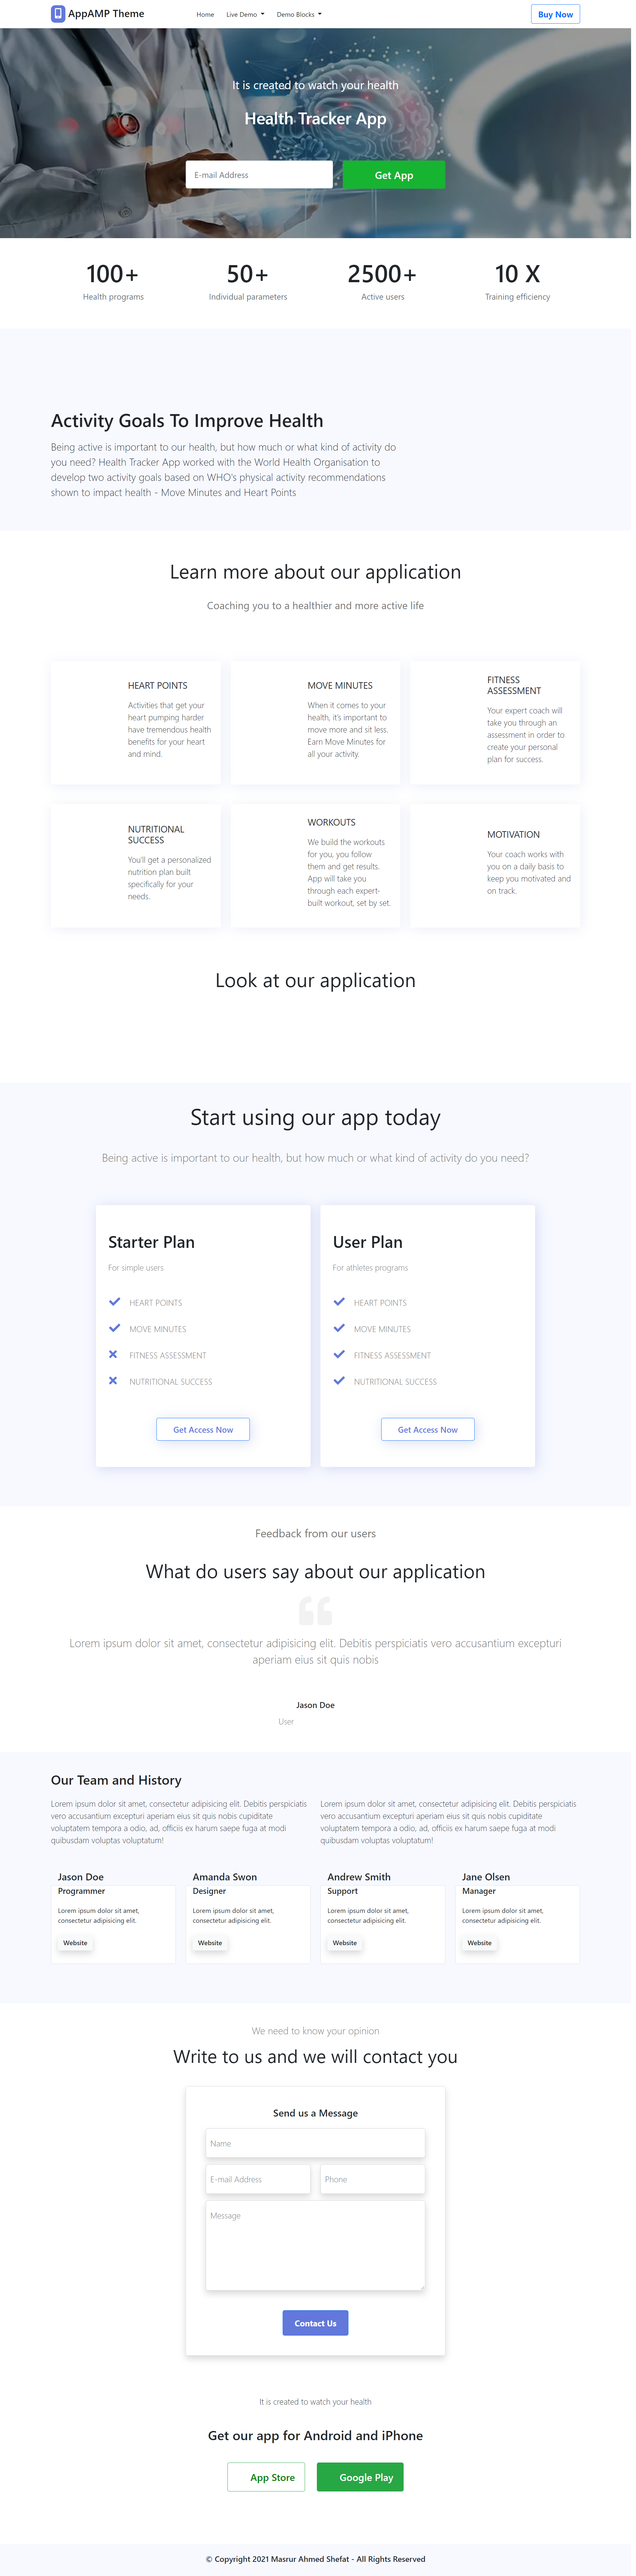 AppAMP Theme
Home
Live Demo
Demo Blocks
Buy Now
It is created to watch your health
Health Tracker App
E-mail Address
Get App
100+
Health programs
50+
Individual parameters
2500+
Active users
10 X
Training efficiency
Activity Goals To Improve Health
Being active is important to our health, but how much or what kind of activity do
you need? Health Tracker App worked with the World Health Organisation to
develop two activity goals based on WHO's physical activity recommendations
shown to impact health - Move Minutes and Heart Points
Learn more about our application
Coaching you to a healthier and more active life
HEART POINTS
Activities that get your
heart pumping harder
have tremendous health
benefits for your heart
and mind.
MOVE MINUTES
When it comes to your
health, it's important to
move more and sit less.
Earn Move Minutes for
all your activity.
FITNESS
ASSESSMENT
Your expert coach will
take you through an
assessment in order to
create your personal
plan for success.
NUTRITIONAL
SUCCESS
You'll get a personalized
nutrition plan built
specifically for your
needs.
WORKOUTS
We build the workouts
for you, you follow
them and get results.
App will take you
through each expert-
built workout, set by set.
MOTIVATION
Your coach works with
you on a daily basis to
keep you motivated and
on track.
Look at our application
Start using our app today
Being active is important to our health, but how much or what kind of activity do you need?
Starter Plan
For simple users
HEART POINTS
MOVE MINUTES
FITNESS ASSESSMENT
NUTRITIONAL SUCCESS
Get Access Now
User Plan
For athletes programs
HEART POINTS
MOVE MINUTES
FITNESS ASSESSMENT
NUTRITIONAL SUCCESS
Get Access Now
Feedback from our users
What do users say about our application
Lorem ipsum dolor sit amet, consectetur adipisicing elit. Debitis perspiciatis vero accusantium excepturi
aperiam eius sit quis nobis
Jason Doe
User
Our Team and History
Lorem ipsum dolor sit amet, consectetur adipisicing elit. Debitis perspiciatis
vero accusantium excepturi aperiam eius sit quis nobis cupiditate
voluptatem tempora a odio, ad, officiis ex harum saepe fuga at modi
quibusdam voluptas voluptatum!
Lorem ipsum dolor sit amet, consectetur adipisicing elit. Debitis perspiciatis
vero accusantium excepturi aperiam eius sit quis nobis cupiditate
voluptatem tempora a odio, ad, officiis ex harum saepe fuga at modi
quibusdam voluptas voluptatum!
Jason Doe
Programmer
Lorem ipsum dolor sit amet,
consectetur adipisicing elit.
Website
Amanda Swon
Designer
Lorem ipsum dolor sit amet,
consectetur adipisicing elit.
Website
Andrew Smith
Support
Lorem ipsum dolor sit amet,
consectetur adipisicing elit.
Website
Jane Olsen
Manager
Lorem ipsum dolor sit amet,
consectetur adipisicing elit.
Website
We need to know your opinion
Write to us and we will contact you
Send us a Message
Name
E-mail Address
Phone
Message
Contact Us
It is created to watch your health
Get our app for Android and iPhone
App Store
Google Play
© Copyright 2021 Masrur Ahmed Shefat - All Rights Reserved